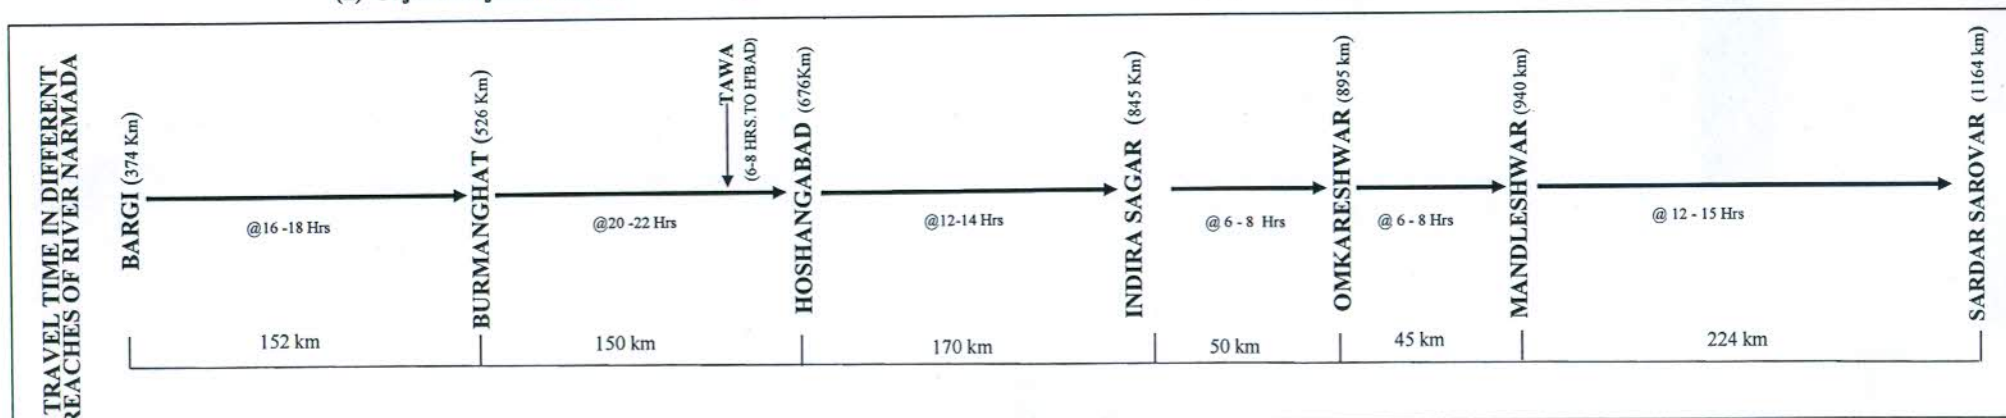 TRAVEL TIME IN DIFFERENT
REACHES OF RIVER NARMADA
BARGI (374 Km)
@16 -18 Hrs
BURMANGHAT (526 Km)
@20 -22 Hrs
TAWA
(6-8 HRS.TO H'BAD)
HOSHANGABAD (676Km)
@12-14 Hrs
INDIRA SAGAR (845 Km)
@ 6 - 8 Hrs
OMKARESHWAR (895 km)
@ 6 - 8 Hrs
MANDLESHWAR (940 km)
@ 12 - 15 Hrs
SARDAR SAROVAR (1164 km)
152 km
150 km
170 km
50 km
45 km
224 km